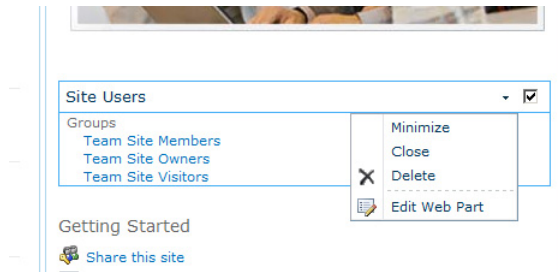 Site Users
Groups
Team Site Members
Team Site Owners
Team Site Visitors
Minimize
Close
Delete
Edit Web Part
Getting Started
Share this site